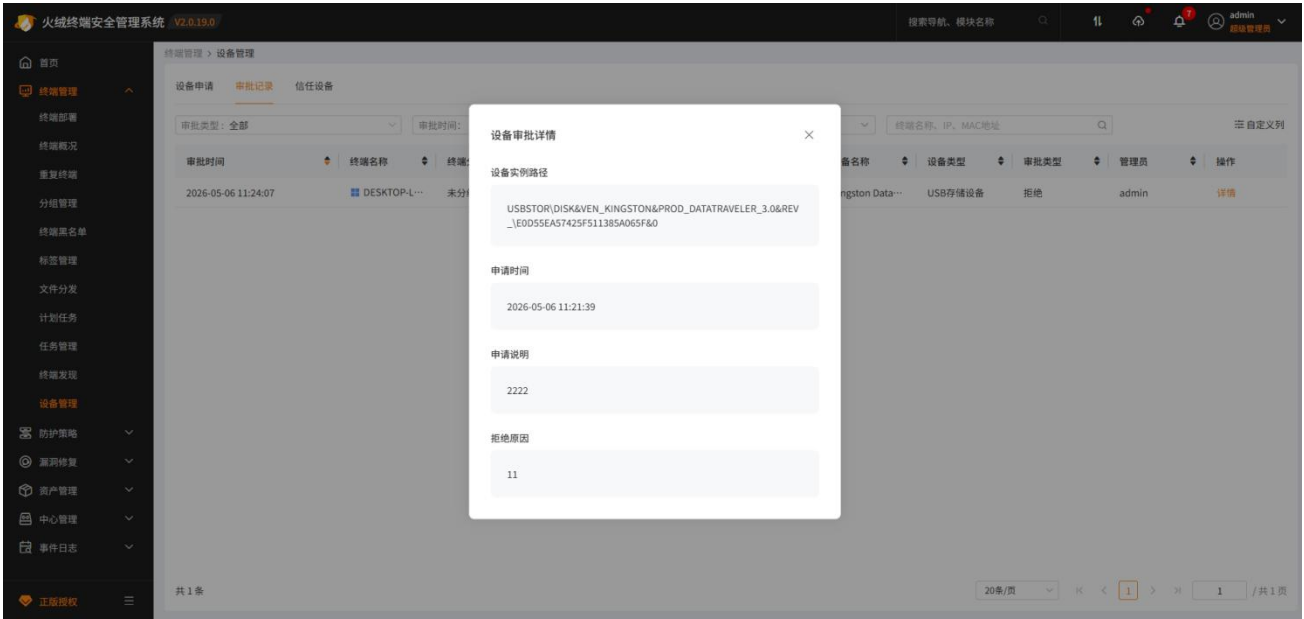 火绒终端安全管理系统 V2.0.19.0
搜索导航、模块名称
7
admin
超级管理员
首页
终端管理
终端部署
终端概况
重复终端
分组管理
终端黑名单
标签管理
文件分发
计划任务
任务管理
终端发现
设备管理
防护策略
漏洞修复
资产管理
中心管理
事件日志
正版授权
终端管理 > 设备管理
设备申请 审批记录 信任设备
审批类型: 全部 审批时间: 终端名称、IP、MAC地址 自定义列
审批时间 终端名称 终端 备名称 设备类型 审批类型 管理员 操作
2026-05-06 11:24:07 DESKTOP-L··· 未分 ngston Data··· USB存储设备 拒绝 admin 详情
设备审批详情
设备实例路径
USBSTOR\DISK&VEN_KINGSTON&PROD_DATATRAVELER_3.0&REV
_\E0D55EA57425F511385A065F&0
申请时间
2026-05-06 11:21:39
申请说明
2222
拒绝原因
11
共 1 条 20条/页 1 1 / 共 1 页